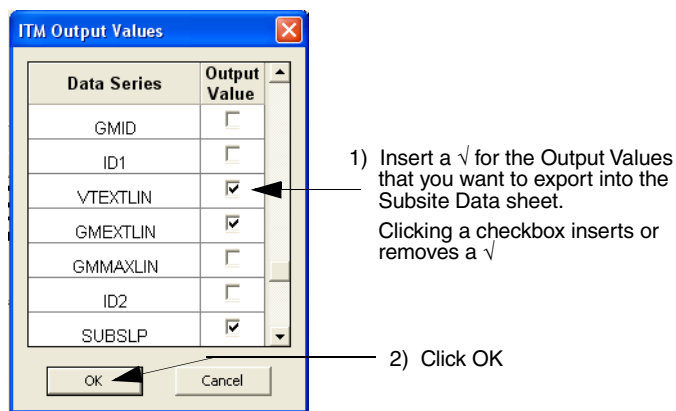 ITM Output Values
Data Series Output Value
GMID
ID1
VTEXTLIN
GMEXTLIN
GMMAXLIN
ID2
SUBSLP
OK Cancel
1) Insert a √ for the Output Values
that you want to export into the
Subsite Data sheet.
Clicking a checkbox inserts or
removes a √
2) Click OK